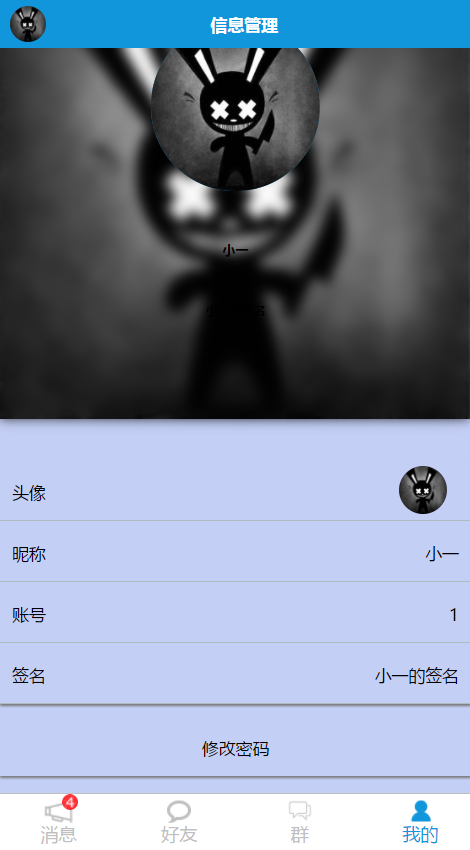 信息管理
小一
头像
昵称 小一
账号 1
签名 小一的签名
修改密码
4
消息 好友 群 我的